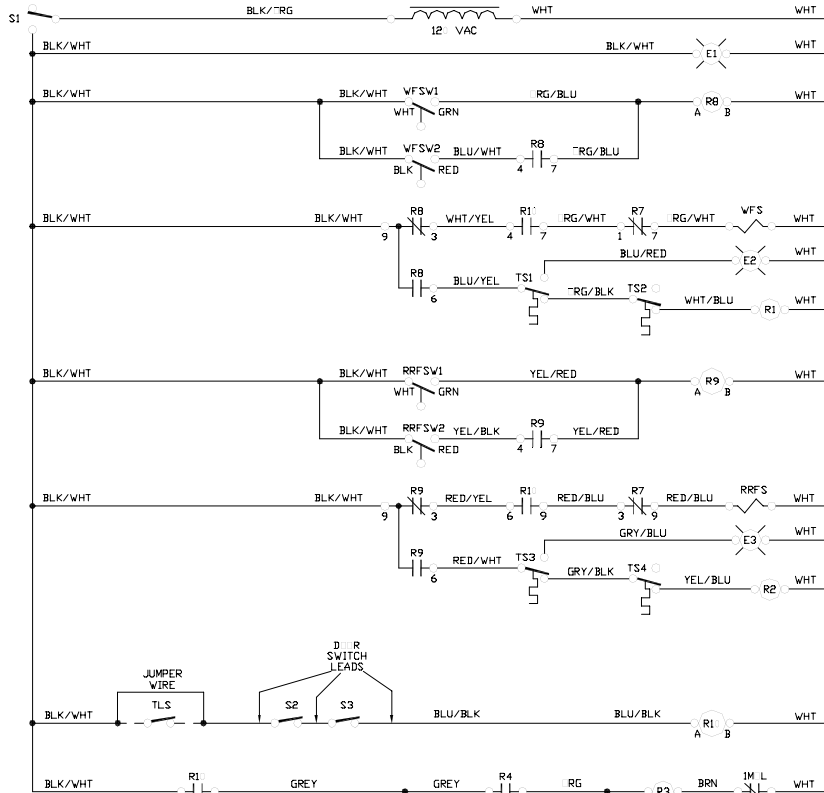 S1 WHT WHT
VAC
BLK/WHT BLK/WHT E1 WHT
BLK/WHT BLK/WHT WFSW1 R8 WHT
WHT GRN A B
BLK/WHT WFSW2 BLU/WHT R8
BLK RED 4 7
BLK/WHT BLK/WHT R8 WHT/YEL R7 WFS WHT
9 3 4 7 1 7
BLU/RED E2 WHT
R8 BLU/YEL TS1 TS2 WHT/BLU R1 WHT
6
BLK/WHT BLK/WHT RRFSW1 YEL/RED R9 WHT
WHT GRN A B
BLK/WHT RRFSW2 YEL/BLK R9 YEL/RED
BLK RED 4 7
BLK/WHT BLK/WHT R9 RED/YEL RED/BLU R7 RED/BLU RRFS WHT
9 3 6 9 3 9
GRY/BLU E3 WHT
R9 RED/WHT TS3 GRY/BLK TS4 YEL/BLU R2 WHT
6
SWITCH
LEADS
JUMPER
WIRE
TLS S2 S3
BLK/WHT BLU/BLK BLU/BLK WHT
A B
BLK/WHT GREY GREY R4 BRN WHT